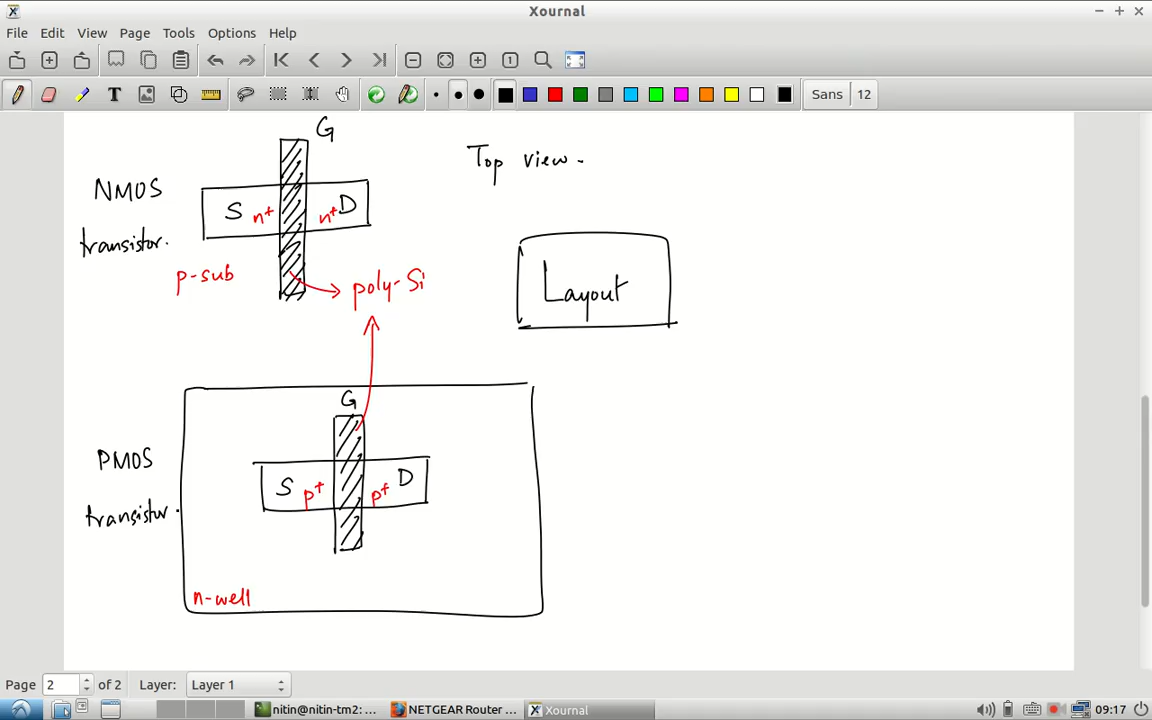 Xournal
File Edit View Page Tools Options Help
Sans 12
G
Top view.
NMOS
transistor.
S n+ n+ D
p-sub
poly-Si
Layout
G
PMOS
transistor.
S p+ p+ D
n-well
Page 2 of 2 Layer: Layer 1
nitin@nitin-tm2: ... NETGEAR Router ... Xournal 09:17